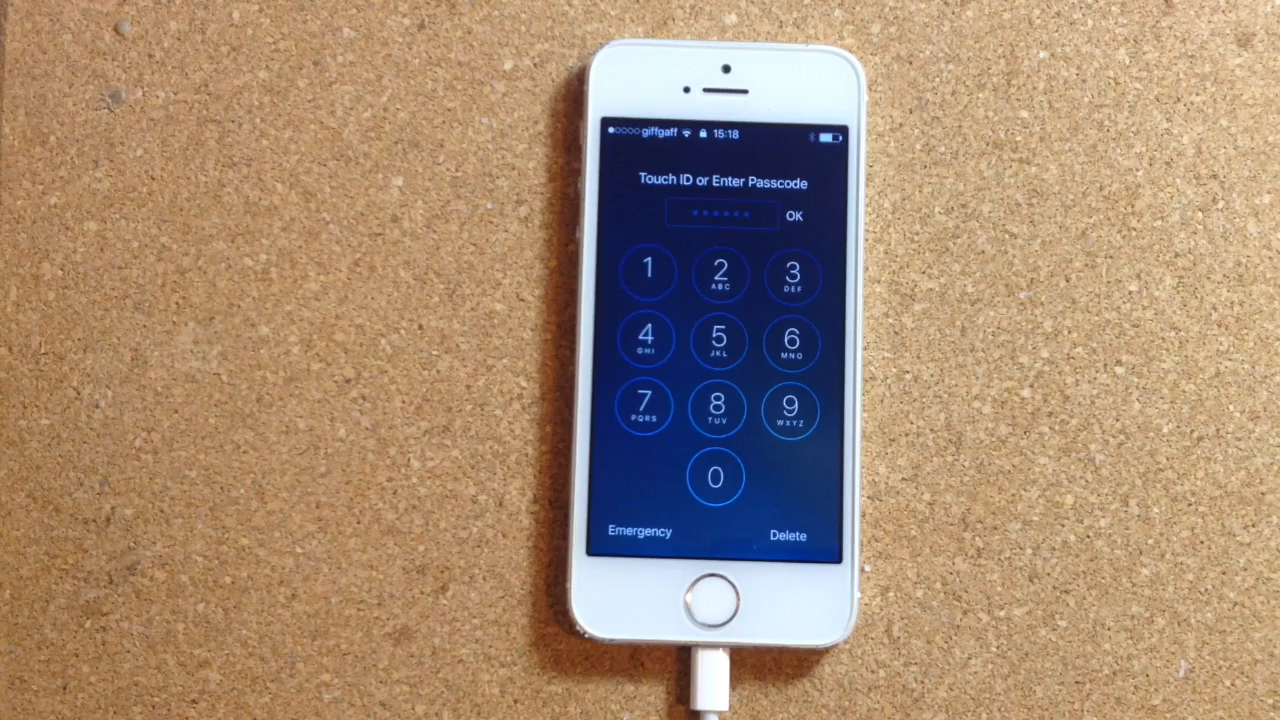 giffgaff 15:18
Touch ID or Enter Passcode
OK
1 2 3
ABC DEF
4 5 6
GHI JKL MNO
7 8 9
PQRS TUV WXYZ
0
Emergency Delete